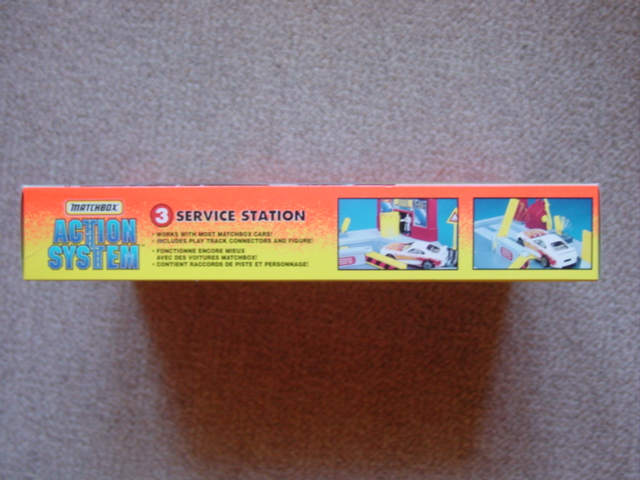 MATCHBOX
ACTION
SYSTEM
3 SERVICE STATION
• WORKS WITH MOST MATCHBOX CARS!
• INCLUDES PLAY TRACK CONNECTORS AND FIGURE!
• FONCTIONNE ENCORE MIEUX
AVEC DES VOITURES MATCHBOX!
• CONTIENT RACCORDS DE PISTE ET PERSONNAGE!